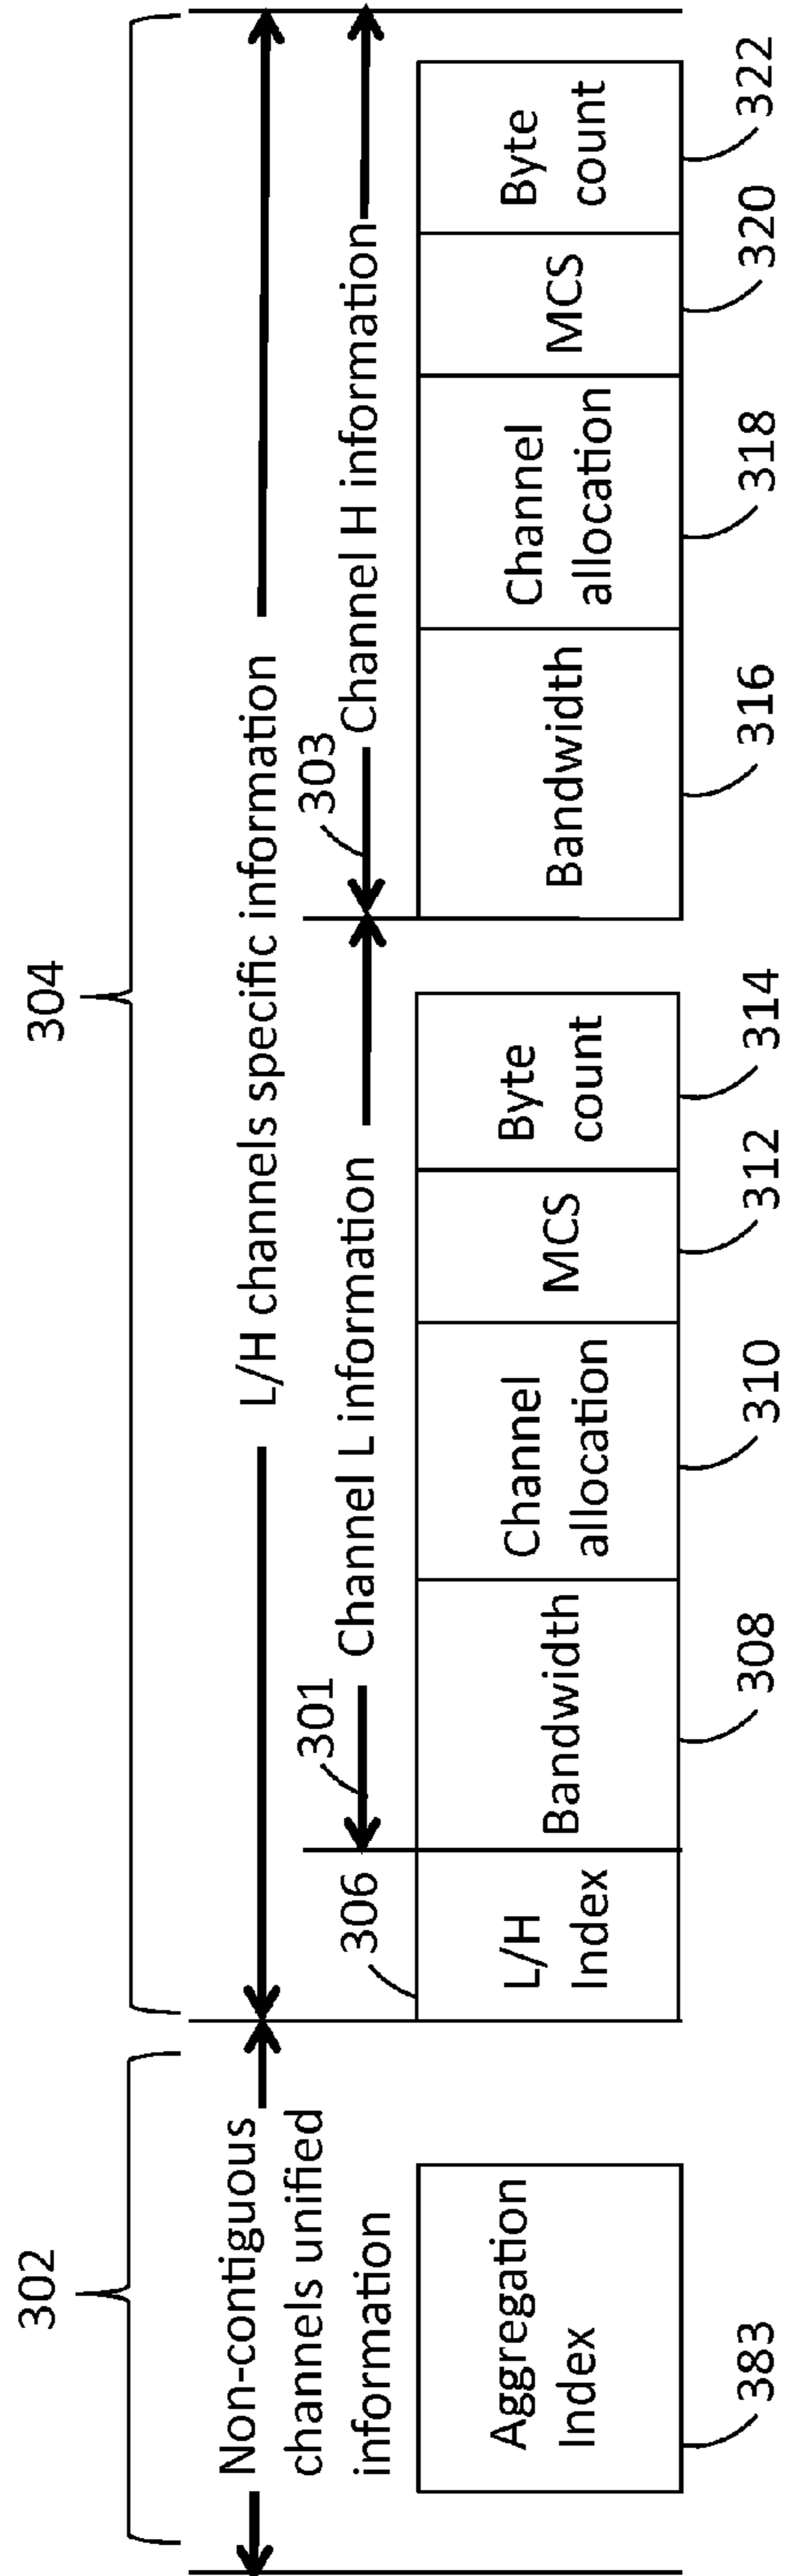 302
304
Non-contiguous
channels unified
information
L/H channels specific information
301
Channel L information
303
Channel H information
306
Aggregation
Index
L/H
Index
Bandwidth
Channel
allocation
MCS
Byte
count
Bandwidth
Channel
allocation
MCS
Byte
count
383
308
310
312
314
316
318
320
322